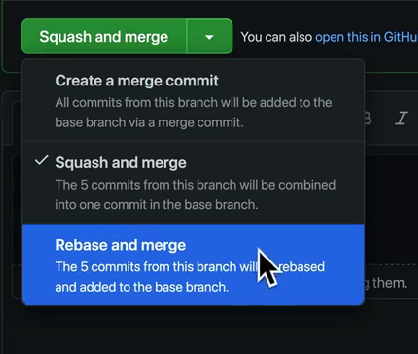 Squash and merge
You can also open this in GitHu
Create a merge commit
All commits from this branch will be added to the
base branch via a merge commit.
Squash and merge
The 5 commits from this branch will be combined
into one commit in the base branch.
Rebase and merge
The 5 commits from this branch will rebased
and added to the base branch.
B I
g them.